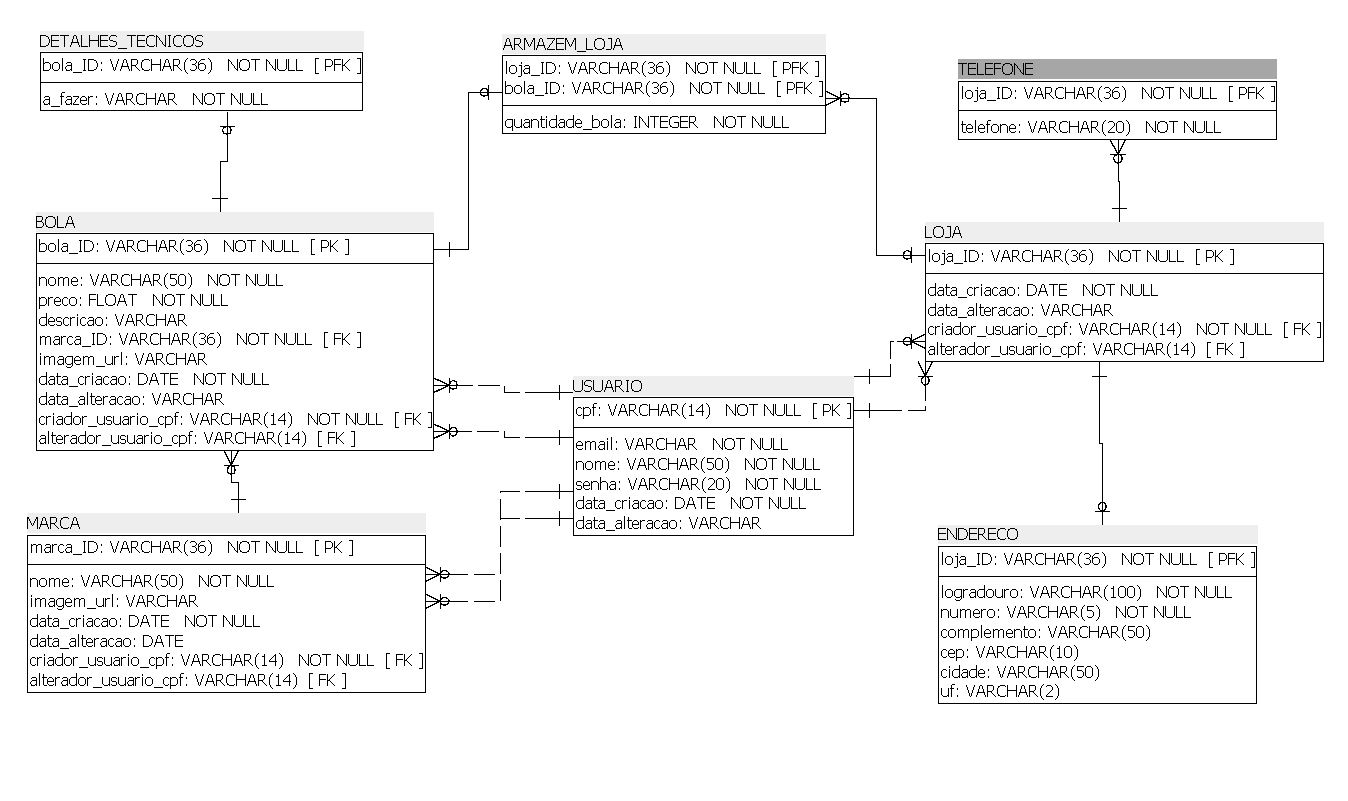 DETALHES_TECNICOS
bola_ID: VARCHAR(36) NOT NULL [ PFK ]
a_fazer: VARCHAR NOT NULL
ARMAZEM_LOJA
loja_ID: VARCHAR(36) NOT NULL [ PFK ]
bola_ID: VARCHAR(36) NOT NULL [ PFK ]
quantidade_bola: INTEGER NOT NULL
TELEFONE
loja_ID: VARCHAR(36) NOT NULL [ PFK ]
telefone: VARCHAR(20) NOT NULL
BOLA
bola_ID: VARCHAR(36) NOT NULL [ PK ]
nome: VARCHAR(50) NOT NULL
preco: FLOAT NOT NULL
descricao: VARCHAR
marca_ID: VARCHAR(36) NOT NULL [ FK ]
imagem_url: VARCHAR
data_criacao: DATE NOT NULL
data_alteracao: VARCHAR
criador_usuario_cpf: VARCHAR(14) NOT NULL [ FK ]
alterador_usuario_cpf: VARCHAR(14) [ FK ]
LOJA
loja_ID: VARCHAR(36) NOT NULL [ PK ]
data_criacao: DATE NOT NULL
data_alteracao: VARCHAR
criador_usuario_cpf: VARCHAR(14) NOT NULL [ FK ]
alterador_usuario_cpf: VARCHAR(14) [ FK ]
USUARIO
cpf: VARCHAR(14) NOT NULL [ PK ]
email: VARCHAR NOT NULL
nome: VARCHAR(50) NOT NULL
senha: VARCHAR(20) NOT NULL
data_criacao: DATE NOT NULL
data_alteracao: VARCHAR
MARCA
marca_ID: VARCHAR(36) NOT NULL [ PK ]
nome: VARCHAR(50) NOT NULL
imagem_url: VARCHAR
data_criacao: DATE NOT NULL
data_alteracao: DATE
criador_usuario_cpf: VARCHAR(14) NOT NULL [ FK ]
alterador_usuario_cpf: VARCHAR(14) [ FK ]
ENDERECO
loja_ID: VARCHAR(36) NOT NULL [ PFK ]
logradouro: VARCHAR(100) NOT NULL
numero: VARCHAR(5) NOT NULL
complemento: VARCHAR(50)
cep: VARCHAR(10)
cidade: VARCHAR(50)
uf: VARCHAR(2)